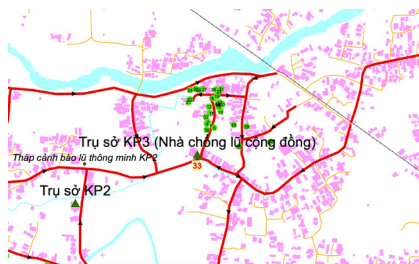 Trụ sở KP3 (Nhà chống lũ cộng đồng)
Tháp cảnh báo lũ thông minh KP2
33
Trụ sở KP2